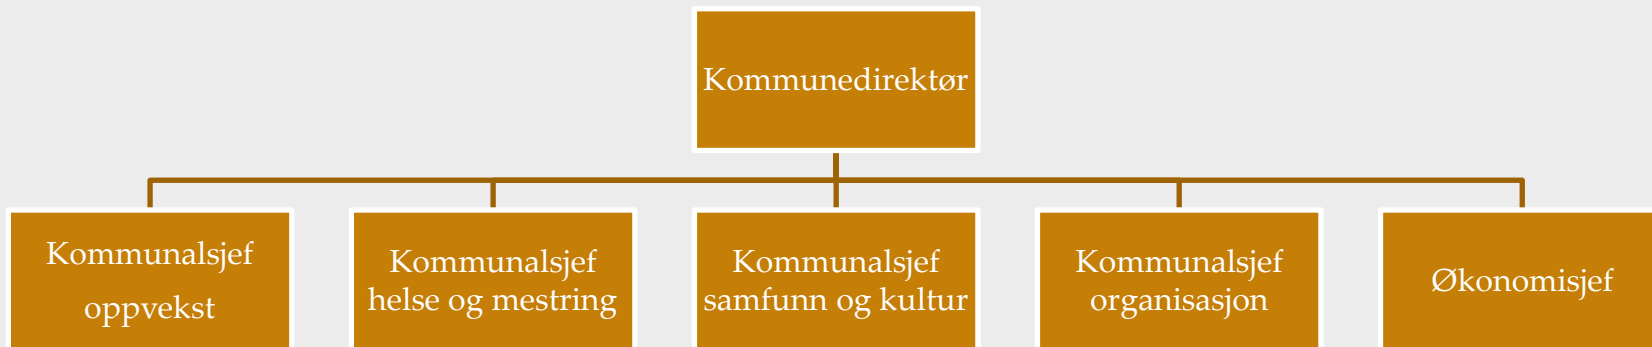 Kommunedirektør
Kommunalsjef
oppvekst
Kommunalsjef
helse og mestring
Kommunalsjef
samfunn og kultur
Kommunalsjef
organisasjon
Økonomisjef